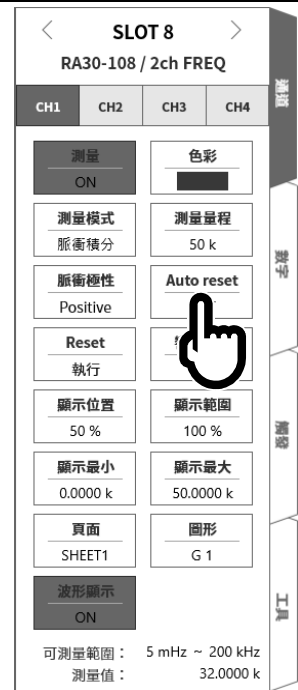 SLOT 8
RA30-108 / 2ch FREQ
CH1 CH2 CH3 CH4
測量 色彩
ON
測量模式 測量量程
脈衝積分 50 k
脈衝極性 Auto reset
Positive
Reset
執行
顯示位置 顯示範圍
50 % 100 %
顯示最小 顯示最大
0.0000 k 50.0000 k
頁面 圖形
SHEET1 G 1
波形顯示
ON
可測量範圍： 5 mHz ~ 200 kHz
測量值： 32.0000 k
通道
數字
觸發
工具